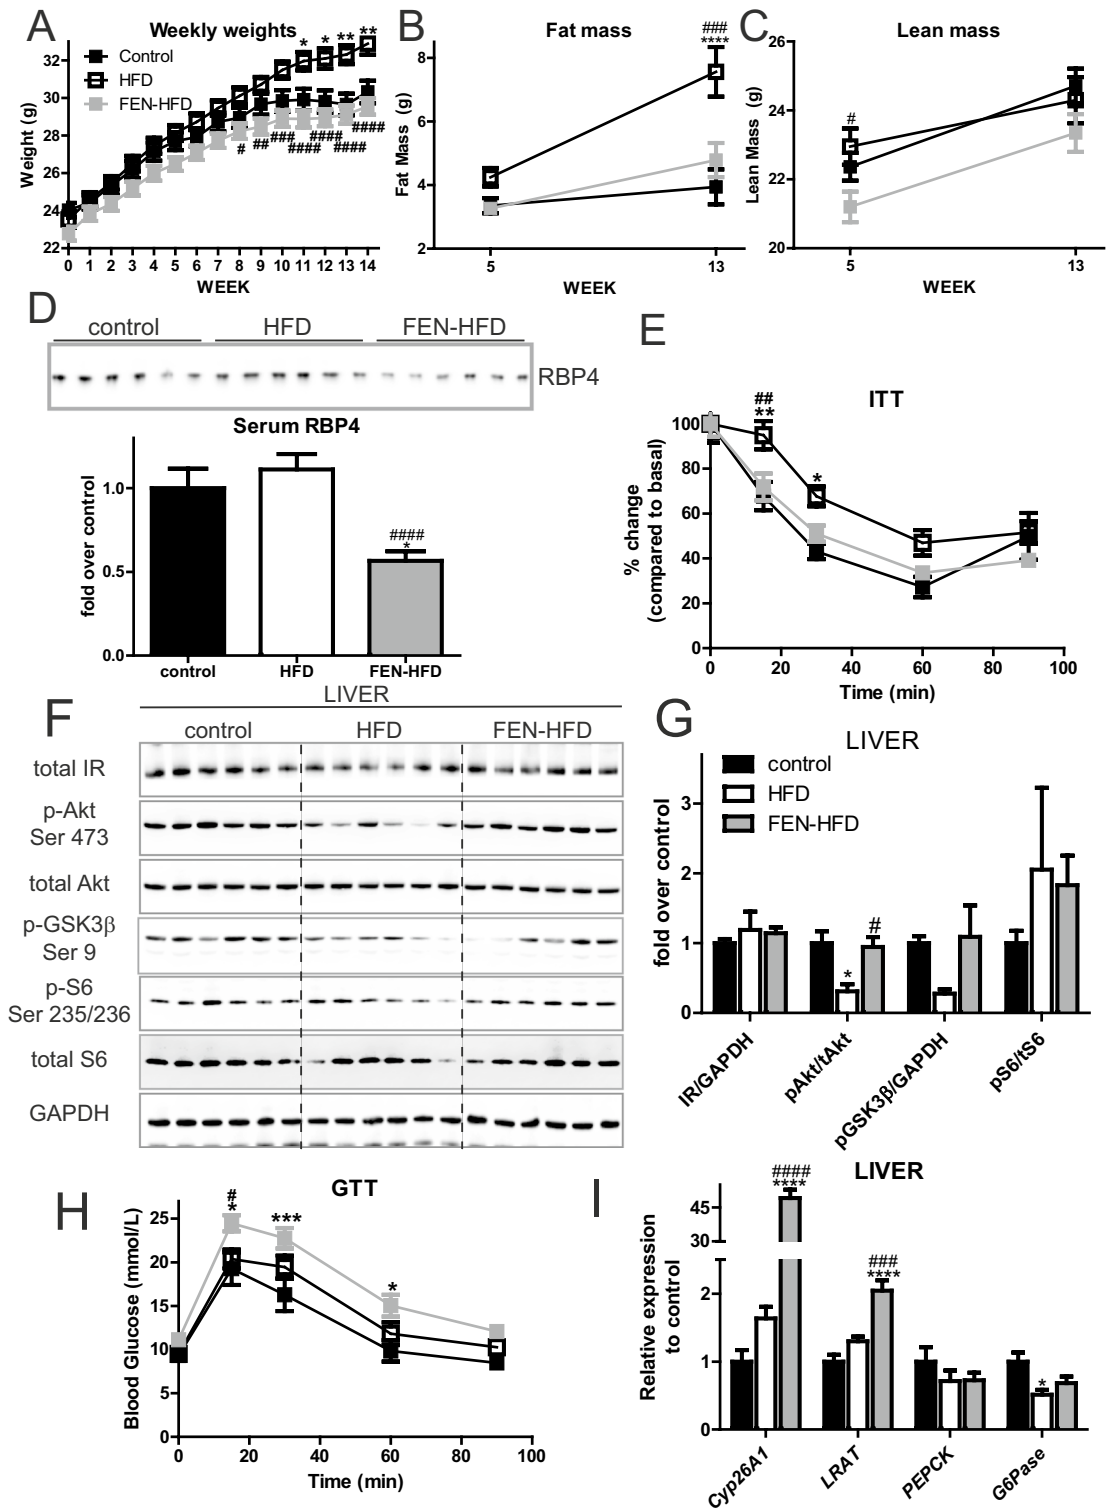 A
Weekly weights
Control
HFD
FEN-HFD
Weight (g)
32
30
28
26
24
22
* * ** **
# ## ### #### #### #### ####
0 1 2 3 4 5 6 7 8 9 10 11 12 13 14
WEEK
B
Fat mass
###
****
Fat Mass (g)
8
6
4
2
5 13
WEEK
C
Lean mass
#
Lean Mass (g)
26
24
22
20
5 13
WEEK
D
control HFD FEN-HFD
RBP4
Serum RBP4
fold over control
1.0
0.5
0.0
####
*
control HFD FEN-HFD
E
ITT
##
**
*
% change
(compared to basal)
100
80
60
40
20
0
0 20 40 60 80 100
Time (min)
F
LIVER
control HFD FEN-HFD
total IR
p-Akt
Ser 473
total Akt
p-GSK3β
Ser 9
p-S6
Ser 235/236
total S6
GAPDH
G
LIVER
control
HFD
FEN-HFD
fold over control
3
2
1
0
* #
IR/GAPDH pAkt/tAkt pGSK3β/GAPDH pS6/tS6
H
GTT
#
*
***
*
Blood Glucose (mmol/L)
25
20
15
10
5
0
0 20 40 60 80 100
Time (min)
I
LIVER
####
****
###
****
*
Relative expression
to control
45
30
2
1
0
Cyp26A1 LRAT PEPCK G6Pase